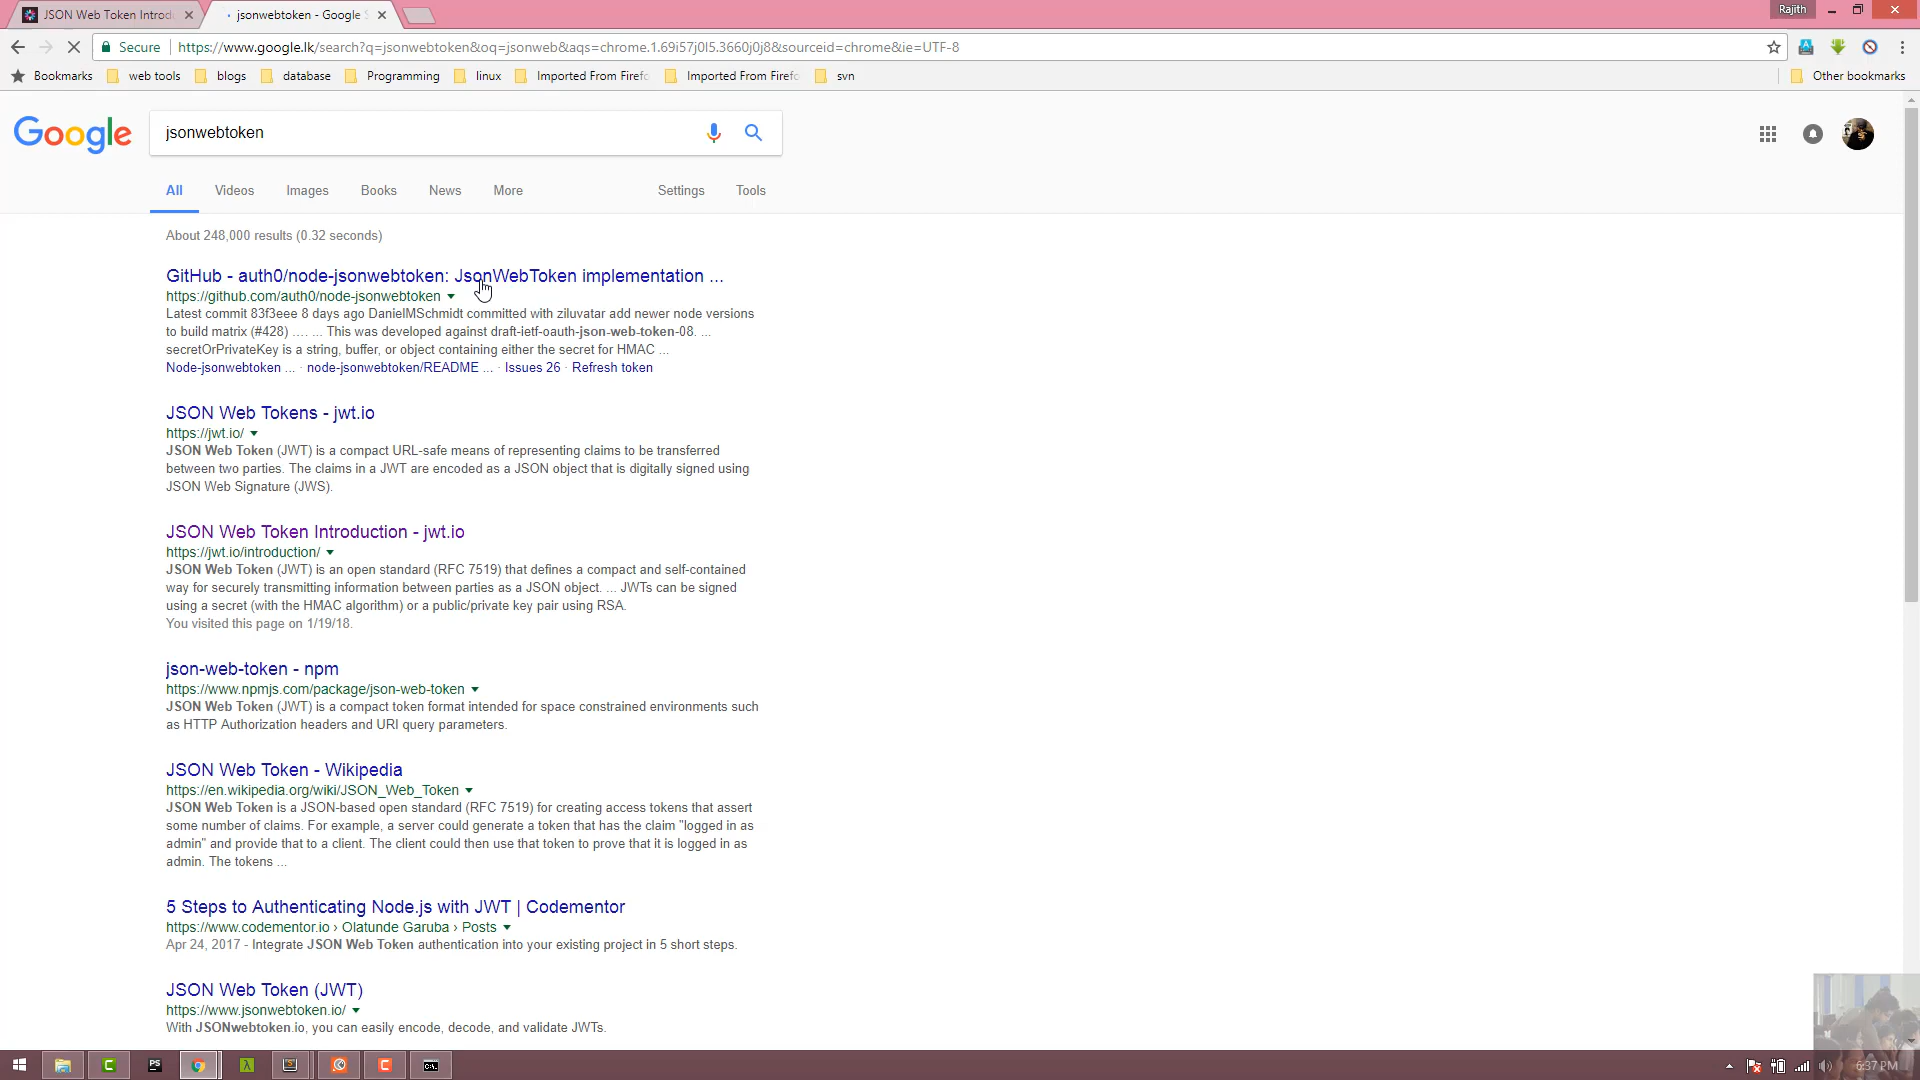 JSON Web Token Introd
jsonwebtoken - Google S
Rajith
Secure
https://www.google.lk/search?q=jsonwebtoken&oq=jsonweb&aqs=chrome.1.69i57j0l5.3660j0j8&sourceid=chrome&ie=UTF-8
Bookmarks web tools blogs database Programming linux Imported From Firefo Imported From Firefo svn Other bookmarks
Google
jsonwebtoken
All Videos Images Books News More Settings Tools
About 248,000 results (0.32 seconds)
GitHub - auth0/node-jsonwebtoken: JsonWebToken implementation ...
https://github.com/auth0/node-jsonwebtoken
Latest commit 83f3eee 8 days ago DanielMSchmidt committed with ziluvatar add newer node versions
to build matrix (#428) .... ... This was developed against draft-ietf-oauth-json-web-token-08. ...
secretOrPrivateKey is a string, buffer, or object containing either the secret for HMAC ...
Node-jsonwebtoken ... · node-jsonwebtoken/README ... · Issues 26 · Refresh token
JSON Web Tokens - jwt.io
https://jwt.io/
JSON Web Token (JWT) is a compact URL-safe means of representing claims to be transferred
between two parties. The claims in a JWT are encoded as a JSON object that is digitally signed using
JSON Web Signature (JWS).
JSON Web Token Introduction - jwt.io
https://jwt.io/introduction/
JSON Web Token (JWT) is an open standard (RFC 7519) that defines a compact and self-contained
way for securely transmitting information between parties as a JSON object. ... JWTs can be signed
using a secret (with the HMAC algorithm) or a public/private key pair using RSA.
You visited this page on 1/19/18.
json-web-token - npm
https://www.npmjs.com/package/json-web-token
JSON Web Token (JWT) is a compact token format intended for space constrained environments such
as HTTP Authorization headers and URI query parameters.
JSON Web Token - Wikipedia
https://en.wikipedia.org/wiki/JSON_Web_Token
JSON Web Token is a JSON-based open standard (RFC 7519) for creating access tokens that assert
some number of claims. For example, a server could generate a token that has the claim "logged in as
admin" and provide that to a client. The client could then use that token to prove that it is logged in as
admin. The tokens ...
5 Steps to Authenticating Node.js with JWT | Codementor
https://www.codementor.io › Olatunde Garuba › Posts
Apr 24, 2017 - Integrate JSON Web Token authentication into your existing project in 5 short steps.
JSON Web Token (JWT)
https://www.jsonwebtoken.io/
With JSONwebtoken.io, you can easily encode, decode, and validate JWTs.
6:37 PM